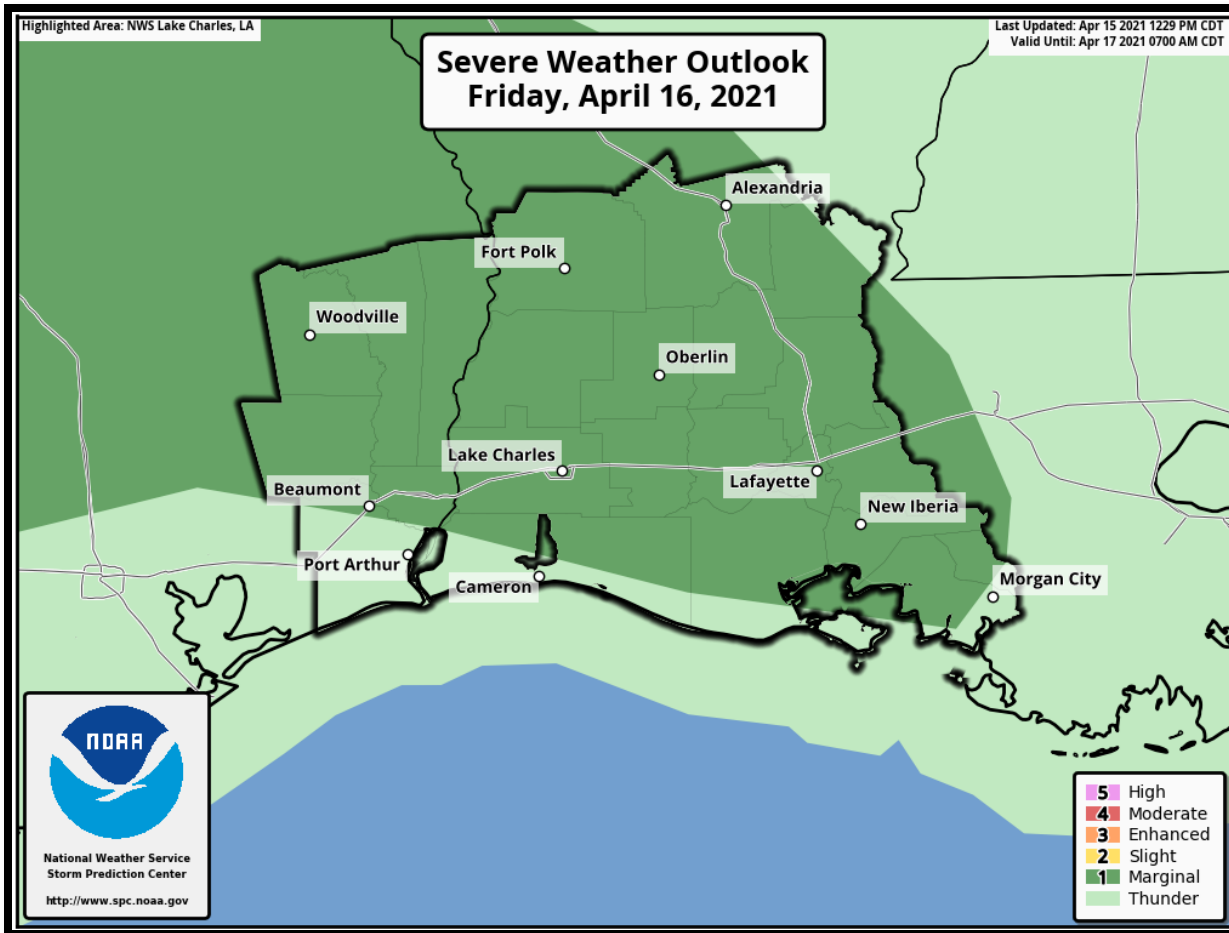 Highlighted Area: NWS Lake Charles, LA
Last Updated: Apr 15 2021 1229 PM CDT
Valid Until: Apr 17 2021 0700 AM CDT
Severe Weather Outlook
Friday, April 16, 2021
Alexandria
Fort Polk
Woodville
Oberlin
Lake Charles
Lafayette
Beaumont
New Iberia
Port Arthur
Cameron
Morgan City
NOAA
National Weather Service
Storm Prediction Center
http://www.spc.noaa.gov
5 High
4 Moderate
3 Enhanced
2 Slight
1 Marginal
Thunder